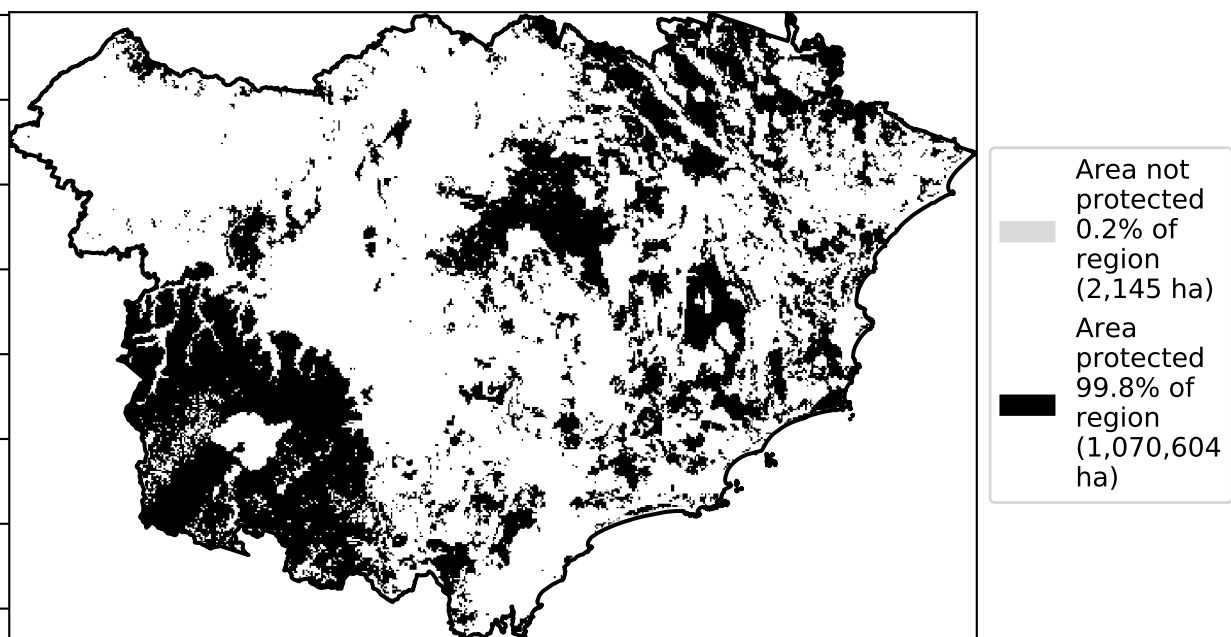 Area not
protected
0.2% of
region
(2,145 ha)
Area
protected
99.8% of
region
(1,070,604
ha)